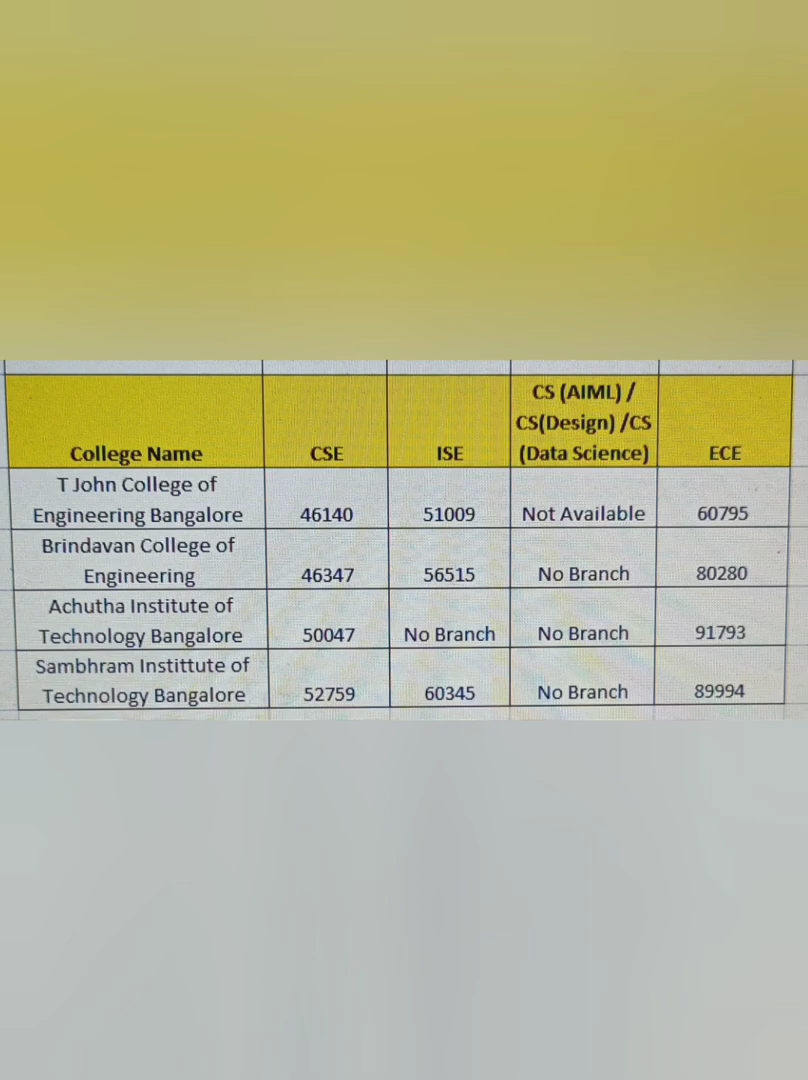 College Name CSE ISE CS (AIML) / CS(Design) /CS (Data Science) ECE
T John College of Engineering Bangalore 46140 51009 Not Available 60795
Brindavan College of Engineering 46347 56515 No Branch 80280
Achutha Institute of Technology Bangalore 50047 No Branch No Branch 91793
Sambhram Instittute of Technology Bangalore 52759 60345 No Branch 89994